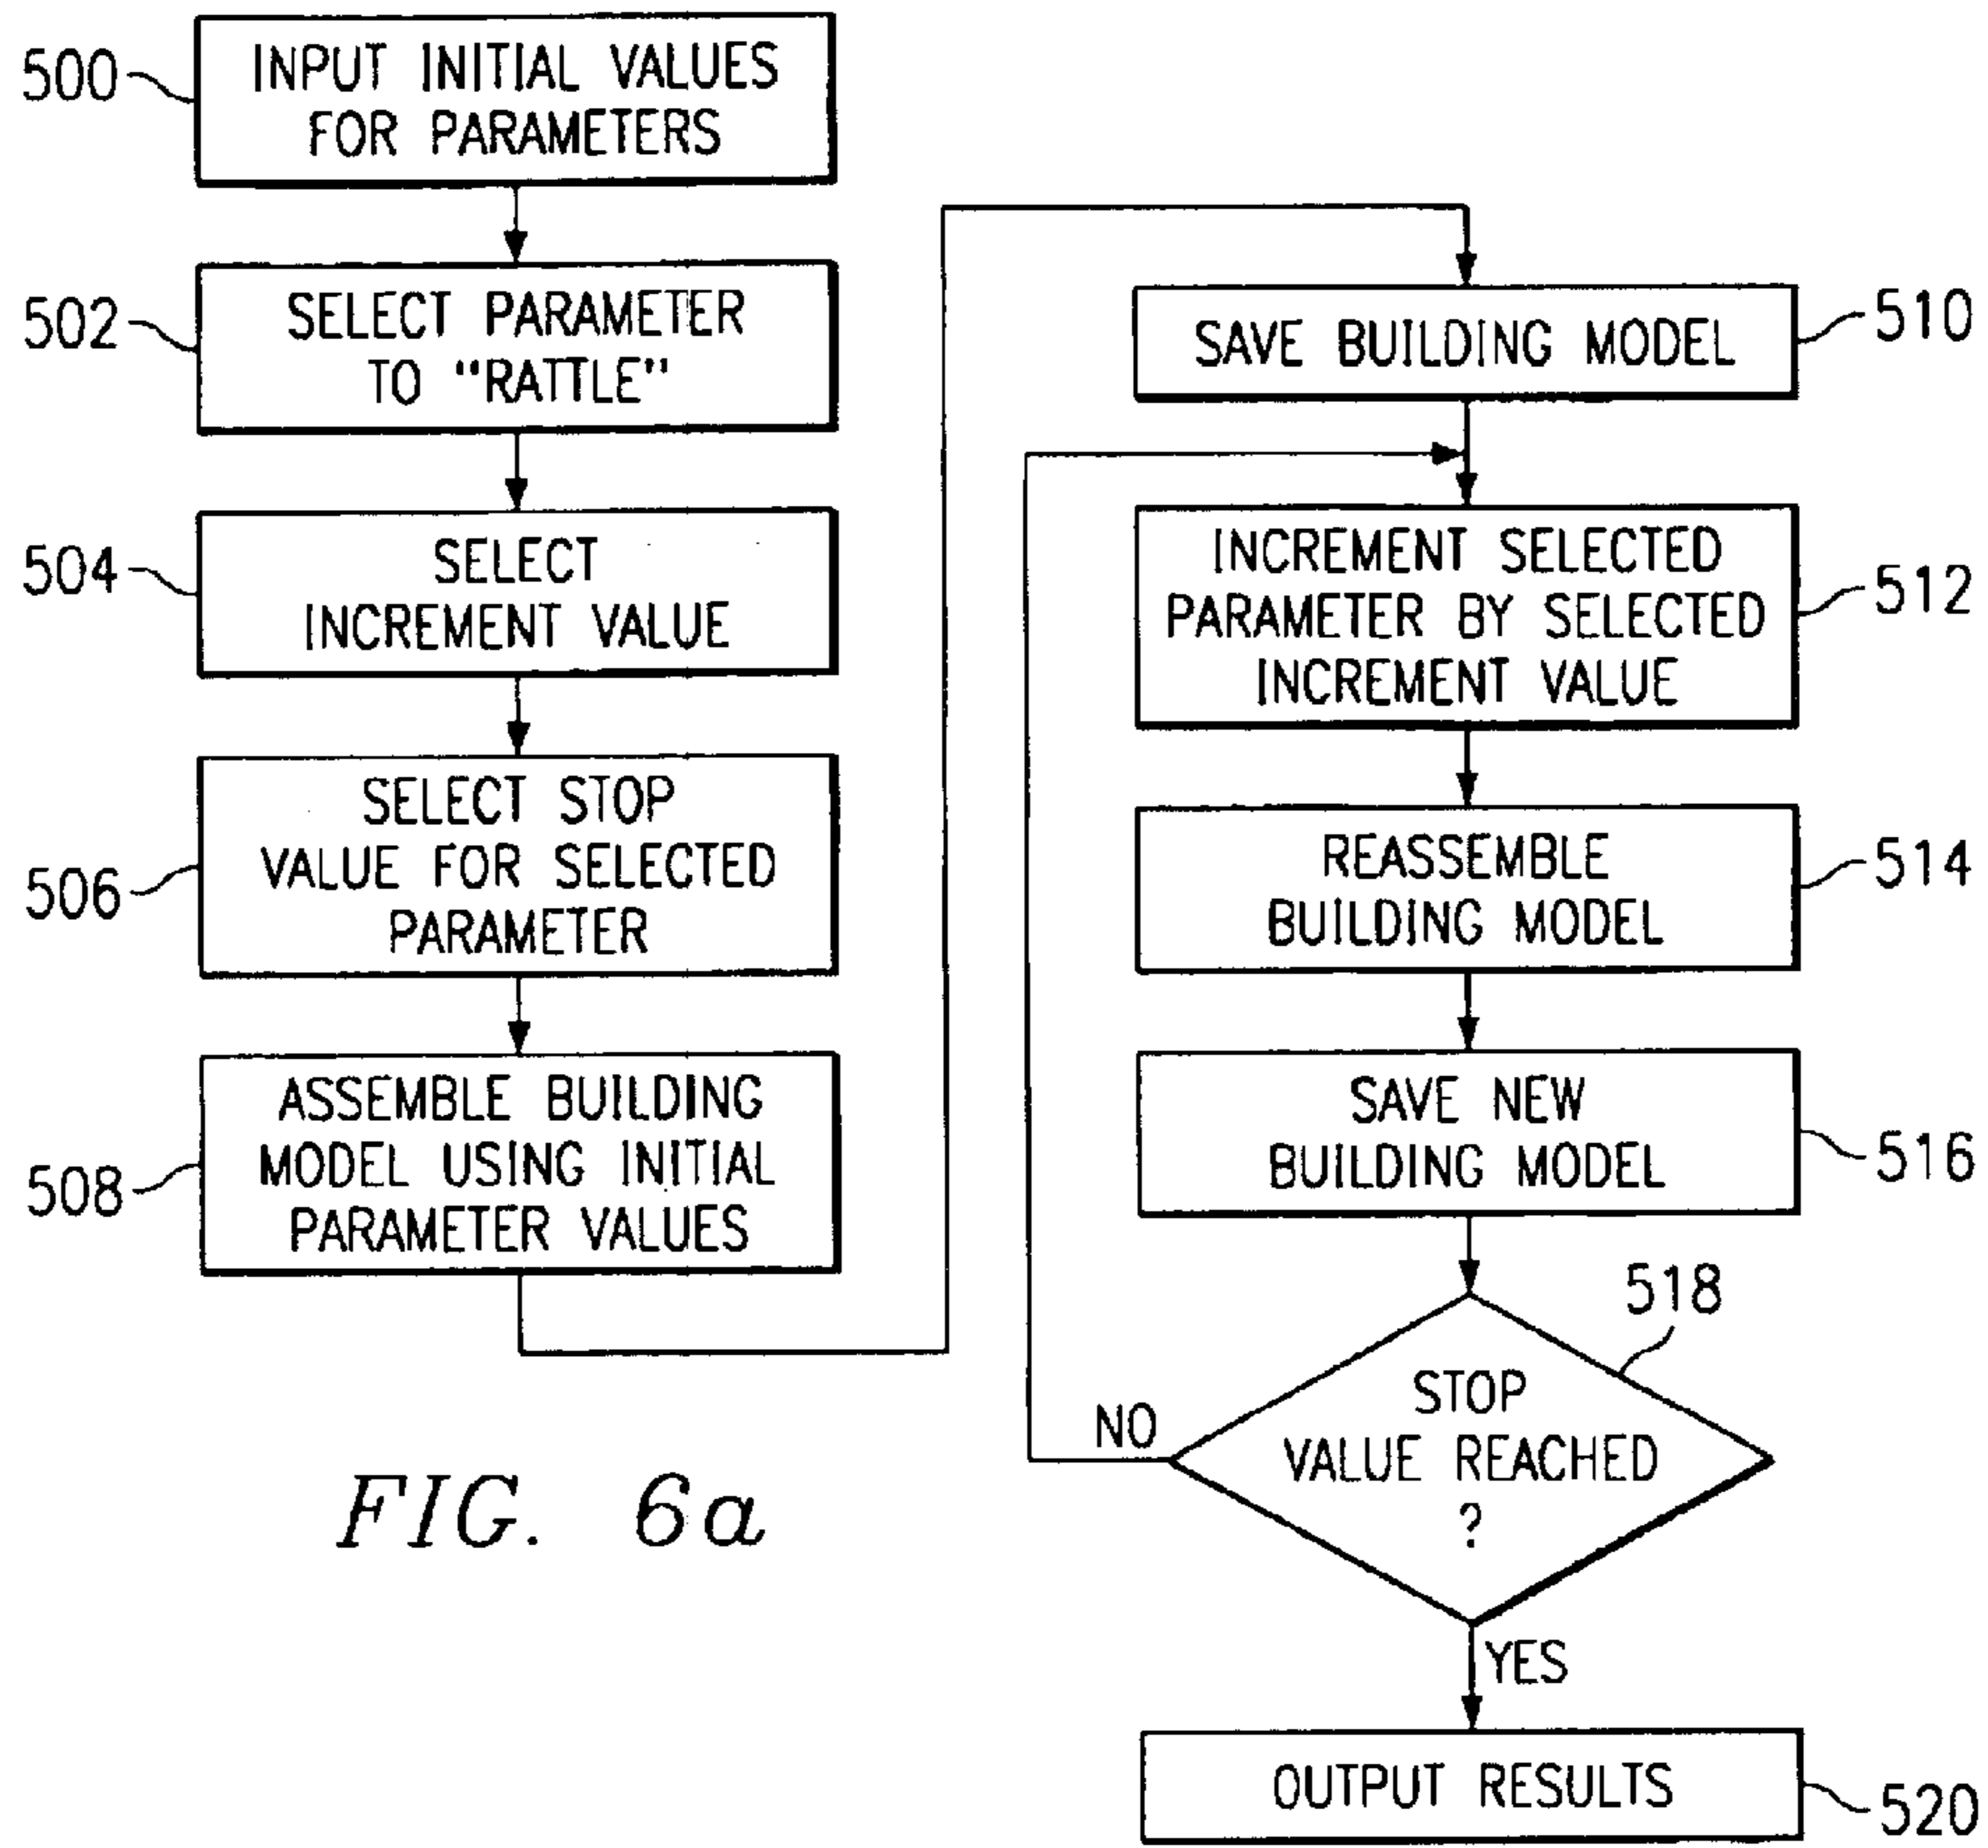 500
INPUT INITIAL VALUES
FOR PARAMETERS
502
SELECT PARAMETER
TO “RATTLE”
504
SELECT
INCREMENT VALUE
506
SELECT STOP
VALUE FOR SELECTED
PARAMETER
508
ASSEMBLE BUILDING
MODEL USING INITIAL
PARAMETER VALUES
SAVE BUILDING MODEL
510
INCREMENT SELECTED
PARAMETER BY SELECTED
INCREMENT VALUE
512
REASSEMBLE
BUILDING MODEL
514
SAVE NEW
BUILDING MODEL
516
518
STOP
VALUE REACHED
?
NO
YES
OUTPUT RESULTS
520
FIG. 6a